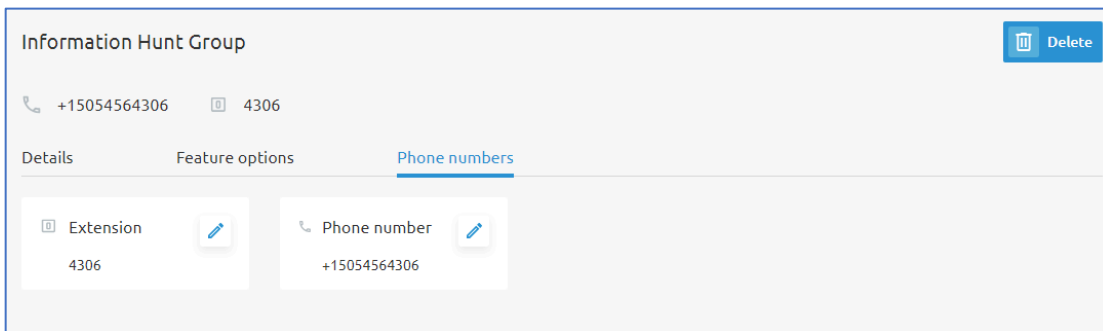 Information Hunt Group
Delete
+15054564306 4306
Details Feature options Phone numbers
Extension Phone number
4306 +15054564306